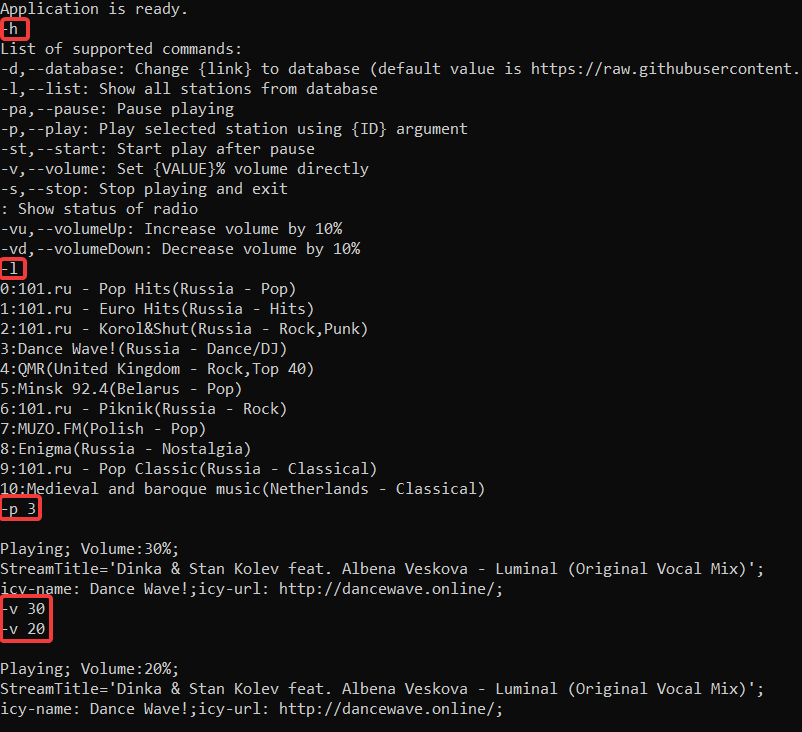 Application is ready.
-h
List of supported commands:
-d,--database: Change {link} to database (default value is https://raw.githubusercontent.
-l,--list: Show all stations from database
-pa,--pause: Pause playing
-p,--play: Play selected station using {ID} argument
-st,--start: Start play after pause
-v,--volume: Set {VALUE}% volume directly
-s,--stop: Stop playing and exit
: Show status of radio
-vu,--volumeUp: Increase volume by 10%
-vd,--volumeDown: Decrease volume by 10%
-l
0:101.ru - Pop Hits(Russia - Pop)
1:101.ru - Euro Hits(Russia - Hits)
2:101.ru - Korol&Shut(Russia - Rock,Punk)
3:Dance Wave!(Russia - Dance/DJ)
4:QMR(United Kingdom - Rock,Top 40)
5:Minsk 92.4(Belarus - Pop)
6:101.ru - Piknik(Russia - Rock)
7:MUZO.FM(Polish - Pop)
8:Enigma(Russia - Nostalgia)
9:101.ru - Pop Classic(Russia - Classical)
10:Medieval and baroque music(Netherlands - Classical)
-p 3
Playing; Volume:30%;
StreamTitle='Dinka & Stan Kolev feat. Albena Veskova - Luminal (Original Vocal Mix)';
icy-name: Dance Wave!;icy-url: http://dancewave.online/;
-v 30
-v 20
Playing; Volume:20%;
StreamTitle='Dinka & Stan Kolev feat. Albena Veskova - Luminal (Original Vocal Mix)';
icy-name: Dance Wave!;icy-url: http://dancewave.online/;